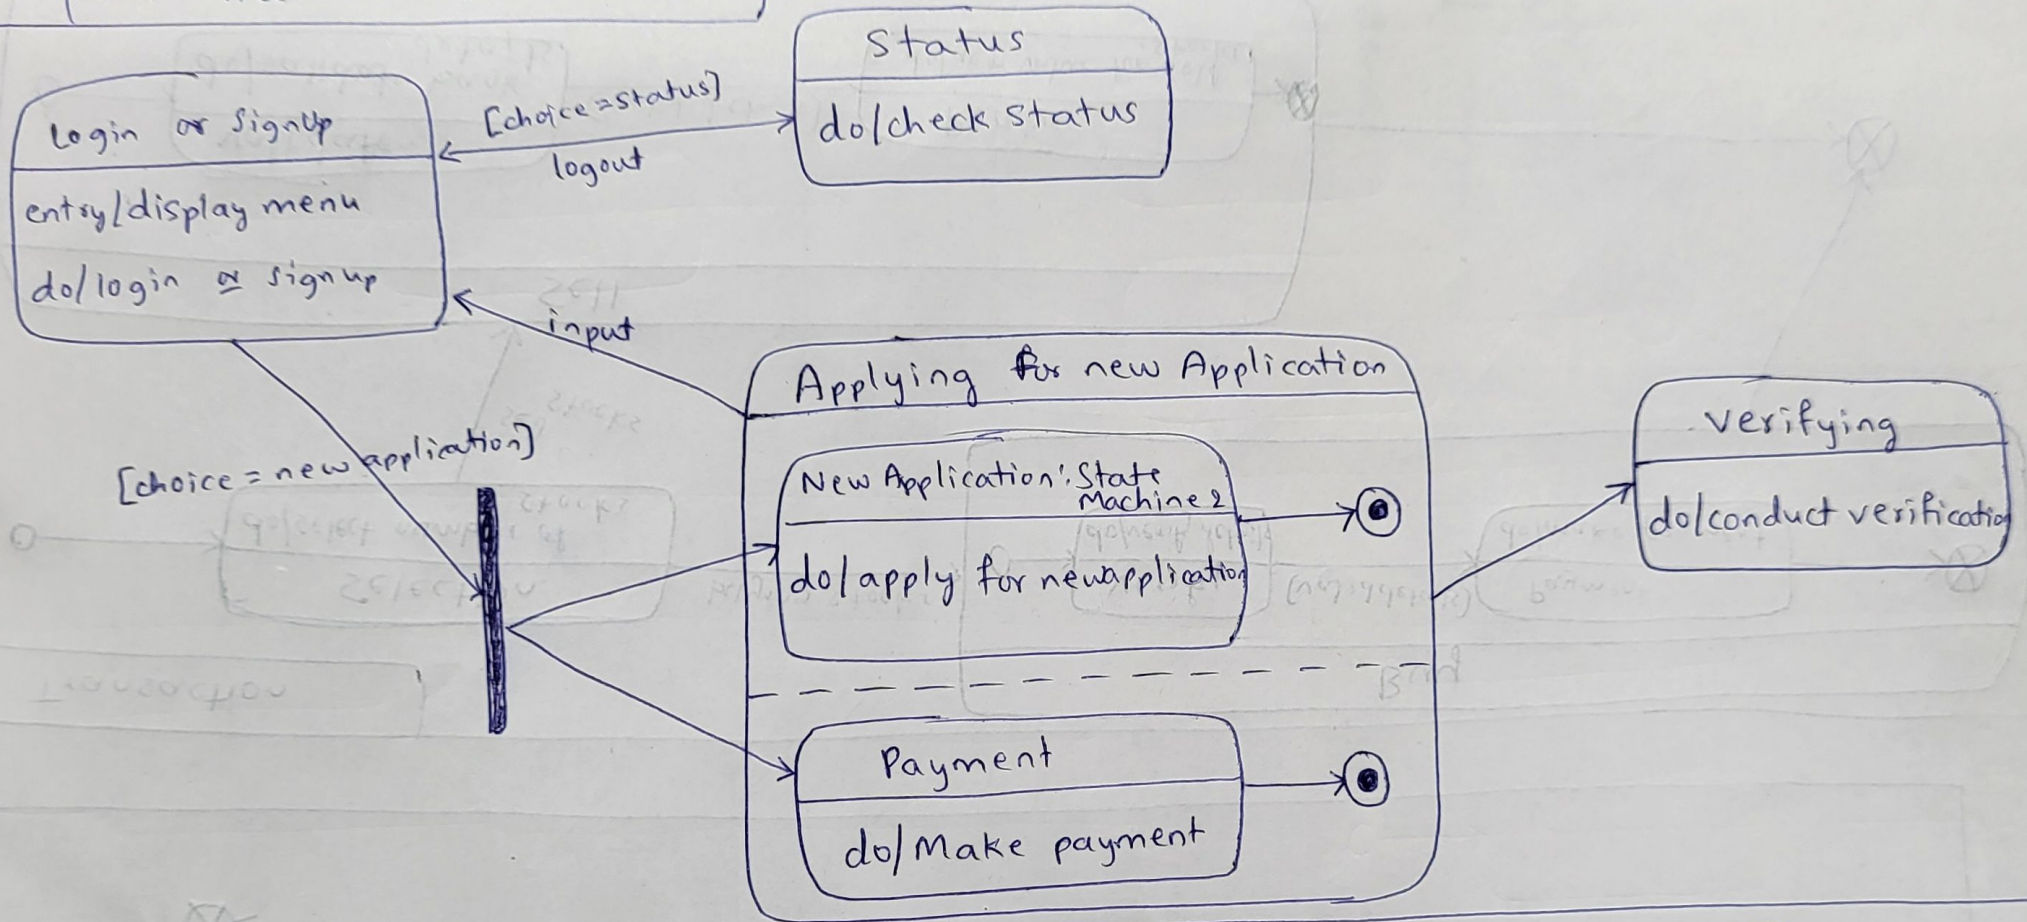 Status
do/check status
Login or SignUp
entry/display menu
do/login or signup
[choice=status]
logout
input
[choice = new application]
Applying for new Application
New Application: State
Machine 2
do/apply for newapplication
Payment
do/Make payment
verifying
do/conduct verification